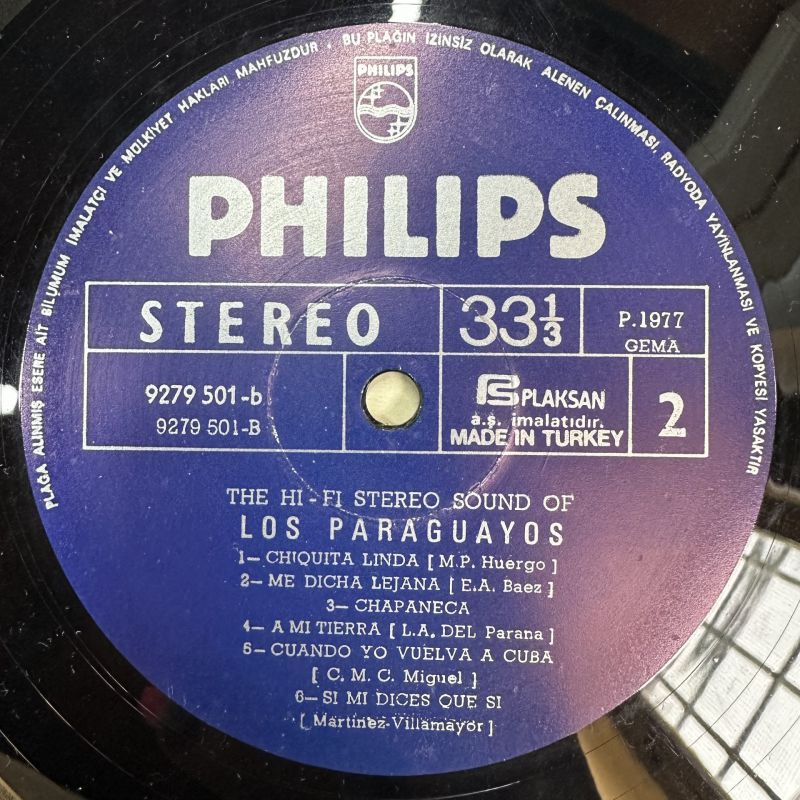 PLAĞA ALINMIŞ ESERE AİT BİLUMUM İMALATÇI VE MÜLKİYET HAKLARI MAHFUZDUR · BU PLAĞIN İZİNSİZ OLARAK ALENEN ÇALINMASI, RADYODA YAYINLANMASI VE KOPYESİ YASAKTIR
PHILIPS
PHILIPS
STEREO
33⅓
P.1977
GEMA
9279 501-b
9279 501-B
PLAKSAN
a.ş. imalatıdır.
MADE IN TURKEY
2
THE HI-FI STEREO SOUND OF
LOS PARAGUAYOS
1— CHIQUITA LINDA [ M.P. Huergo ]
2— ME DICHA LEJANA [ E.A. Baez ]
3— CHAPANECA
4— A MI TIERRA [ L.A. DEL Parana ]
5— CUANDO YO VUELVA A CUBA
[ C. M. C. Miguel ]
6— SI MI DICES QUE SI
[ Martinez-Villamayor ]